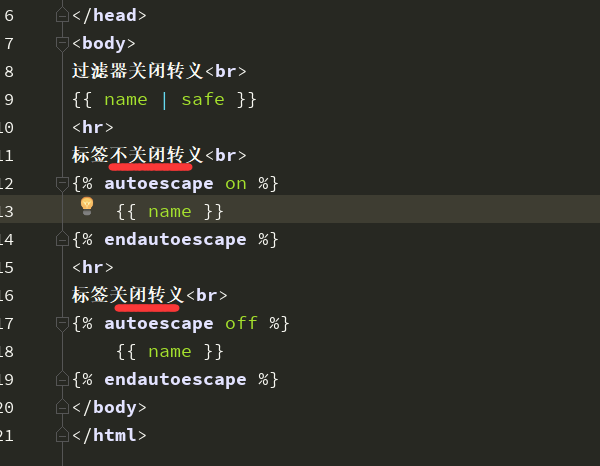 6 </head>
7 <body>
8 过滤器关闭转义<br>
9 {{ name | safe }}
10 <hr>
11 标签不关闭转义<br>
12 {% autoescape on %}
13 {{ name }}
14 {% endautoescape %}
15 <hr>
16 标签关闭转义<br>
17 {% autoescape off %}
18 {{ name }}
19 {% endautoescape %}
20 </body>
21 </html>